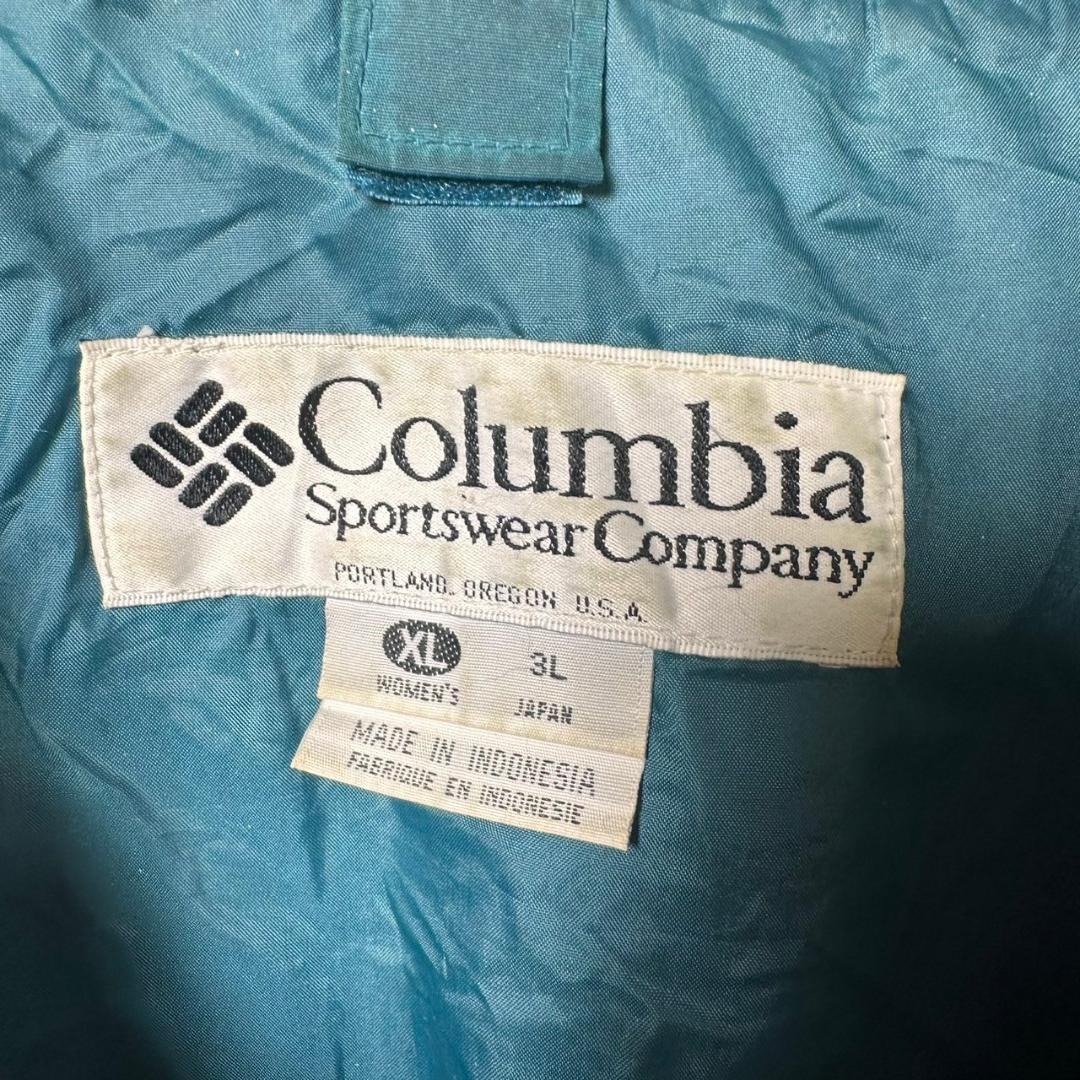 Columbia
Sportswear Company
PORTLAND, OREGON U.S.A.
XL 3L
WOMEN'S JAPAN
MADE IN INDONESIA
FABRIQUE EN INDONESIE